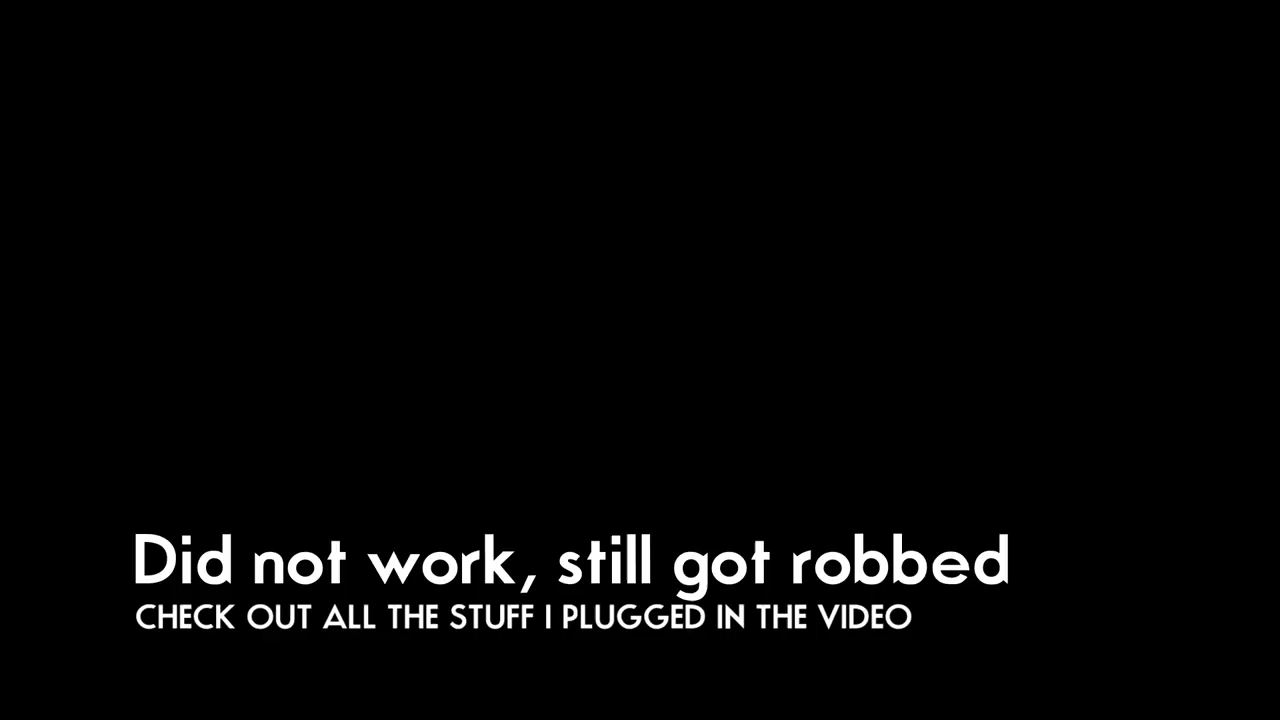 Did not work, still got robbed
CHECK OUT ALL THE STUFF I PLUGGED IN THE VIDEO